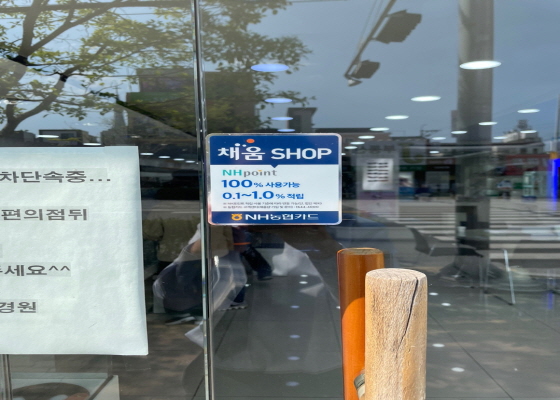 차단속중...
편의점뒤
세요^^
경원
채움 SHOP
NHpoint
100% 사용가능
0.1~1.0% 적립
NH농협카드